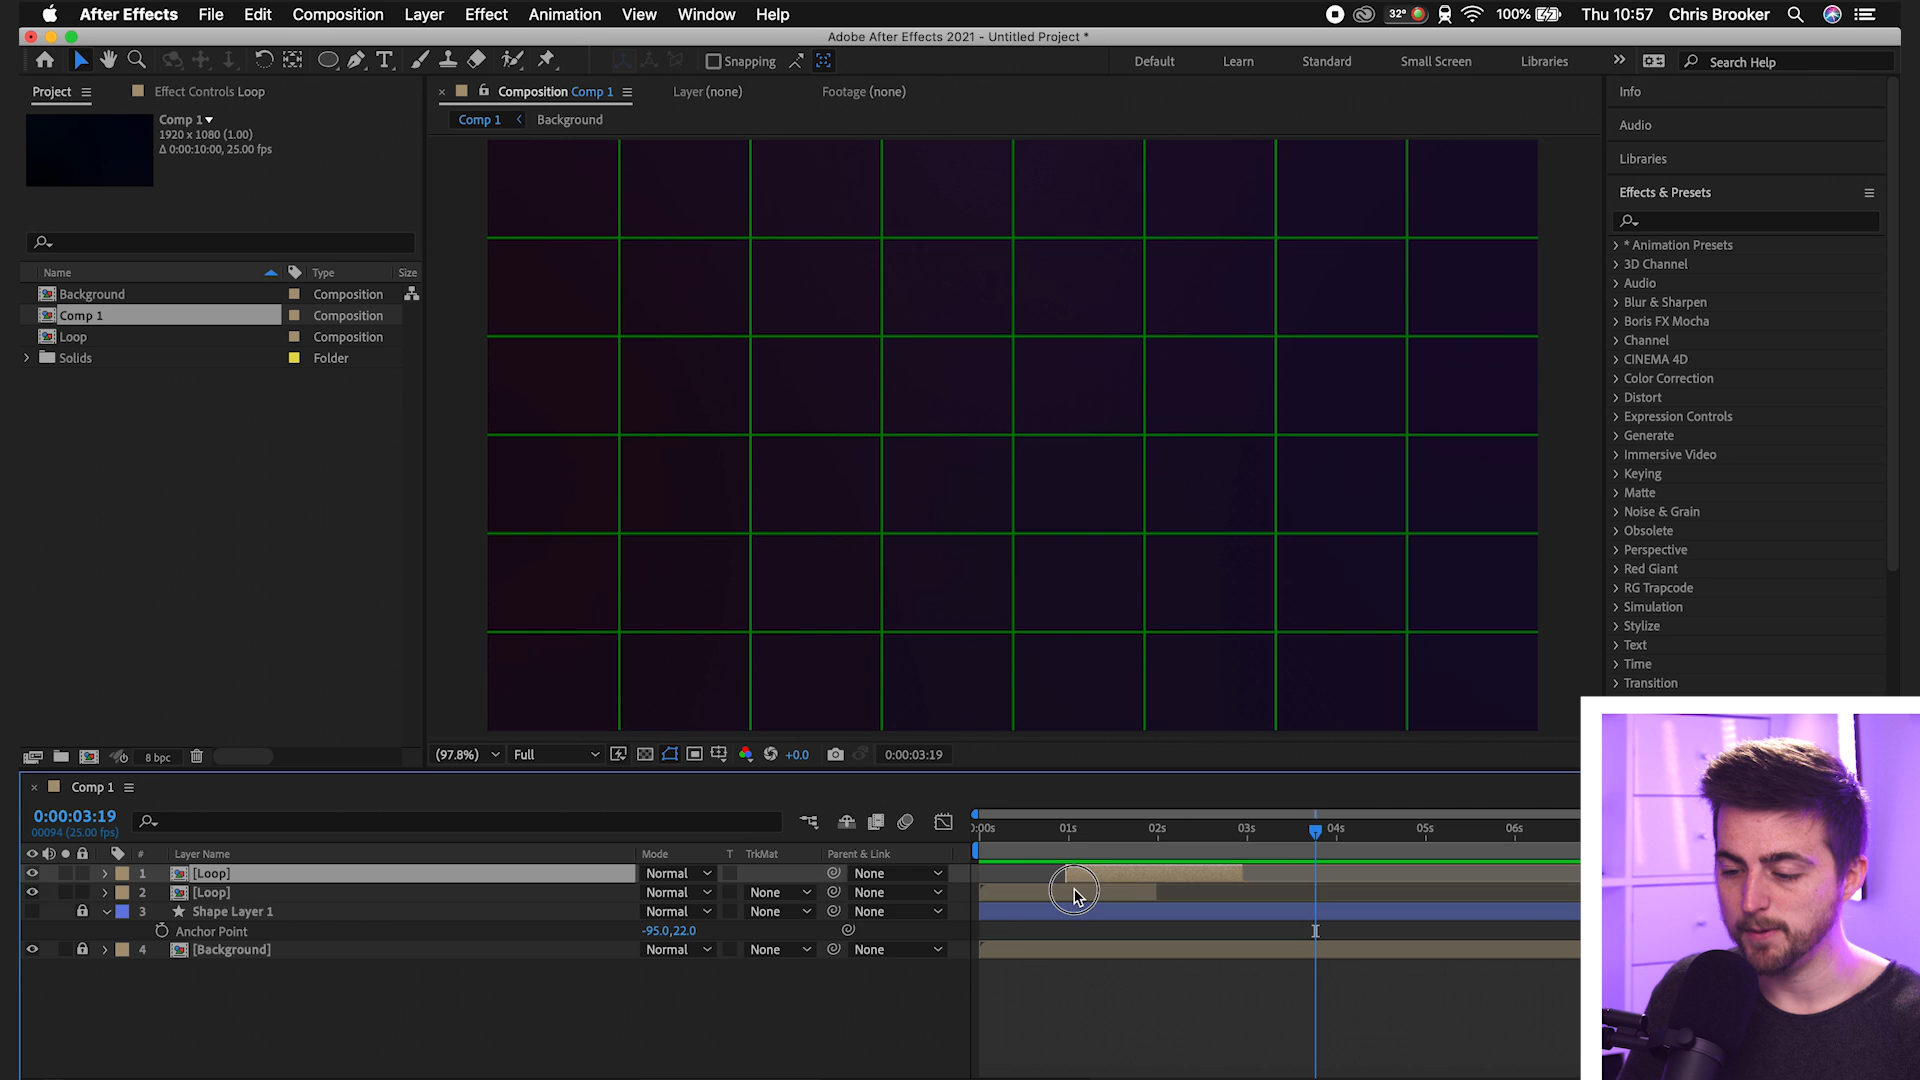 After Effects File Edit Composition Layer Effect Animation View Window Help 32° 100% Thu 10:57 Chris Brooker
Adobe After Effects 2021 - Untitled Project *
Snapping Default Learn Standard Small Screen Libraries Search Help
Project Effect Controls Loop
Composition Comp 1 Layer (none) Footage (none)
Comp 1 Background
Comp 1
1920 x 1080 (1.00)
Δ 0:00:10:00, 25.00 fps
Name Type Size
Background Composition
Comp 1 Composition
Loop Composition
Solids Folder
8 bpc
(97.8%) Full +0.0 0:00:03:19
Info
Audio
Libraries
Effects & Presets
* Animation Presets
3D Channel
Audio
Blur & Sharpen
Boris FX Mocha
Channel
CINEMA 4D
Color Correction
Distort
Expression Controls
Generate
Immersive Video
Keying
Matte
Noise & Grain
Obsolete
Perspective
Red Giant
RG Trapcode
Simulation
Stylize
Text
Time
Transition
Comp 1
0:00:03:19
00094 (25.00 fps)
# Layer Name Mode T TrkMat Parent & Link
):00s 01s 02s 03s 04s 05s 06s
1 [Loop] Normal None
2 [Loop] Normal None None
3 Shape Layer 1 Normal None None
Anchor Point -95.0,22.0
4 [Background] Normal None None